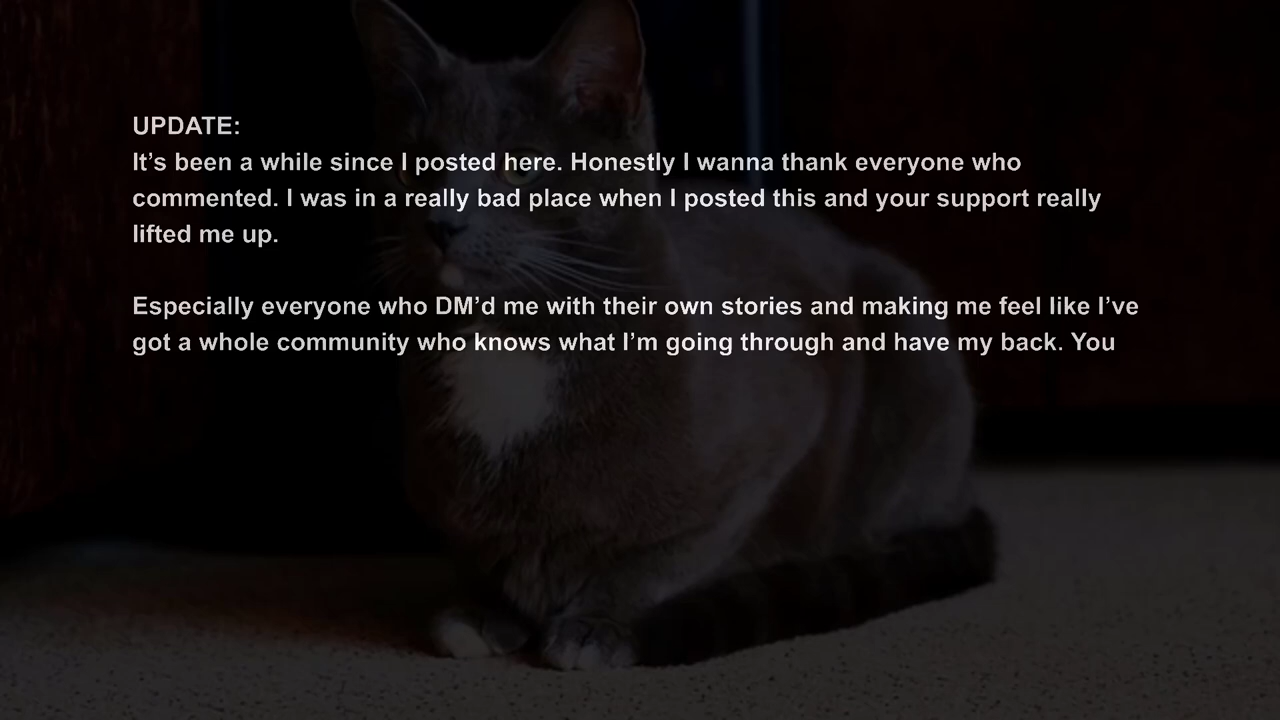 UPDATE:
It’s been a while since I posted here. Honestly I wanna thank everyone who
commented. I was in a really bad place when I posted this and your support really
lifted me up.
Especially everyone who DM’d me with their own stories and making me feel like I’ve
got a whole community who knows what I’m going through and have my back. You